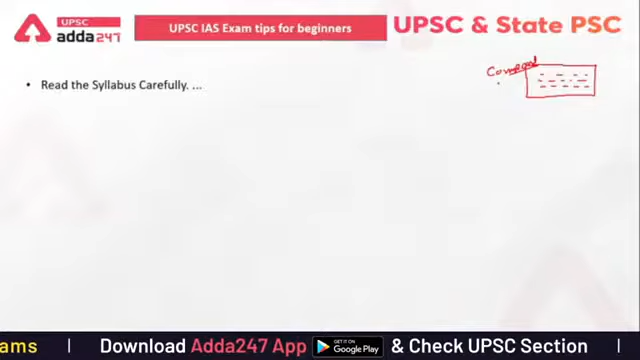 UPSC
adda247
UPSC IAS Exam tips for beginners
UPSC & State PSC
• Read the Syllabus Carefully. ...
ams | Download Adda247 App GET IT ON Google Play & Check UPSC Section |